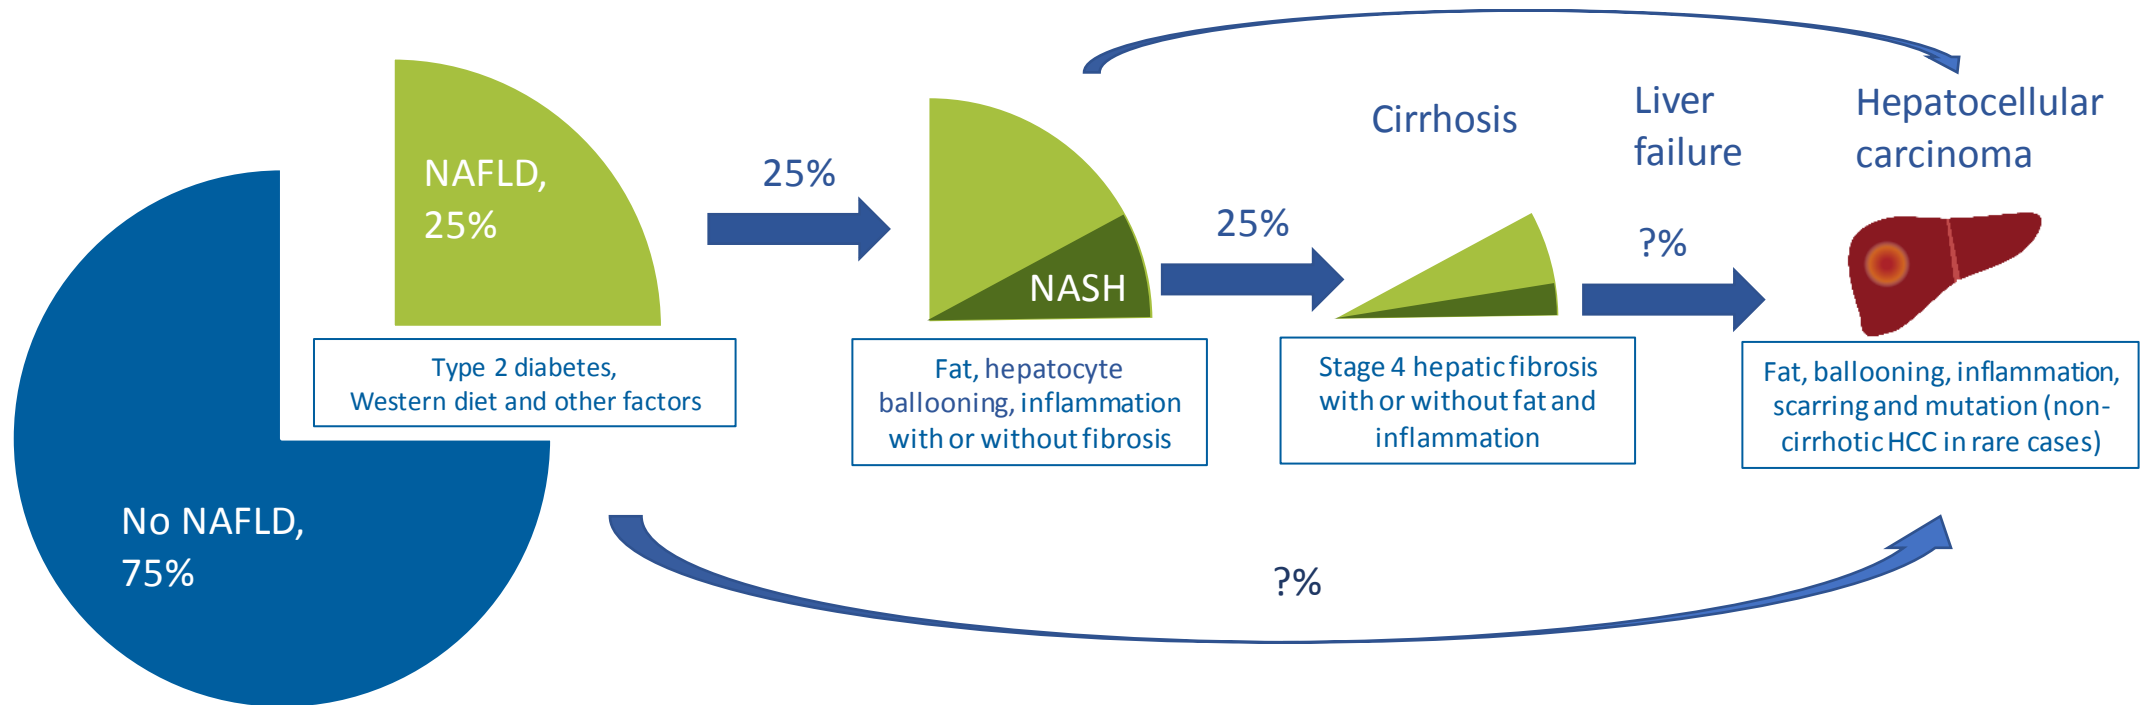 NAFLD,
25%
Type 2 diabetes,
Western diet and other factors
No NAFLD,
75%
25%
NASH
Fat, hepatocyte
ballooning, inflammation
with or without fibrosis
25%
Cirrhosis
Stage 4 hepatic fibrosis
with or without fat and
inflammation
Liver
failure
?%
Hepatocellular
carcinoma
Fat, ballooning, inflammation,
scarring and mutation (non-
cirrhotic HCC in rare cases)
?%